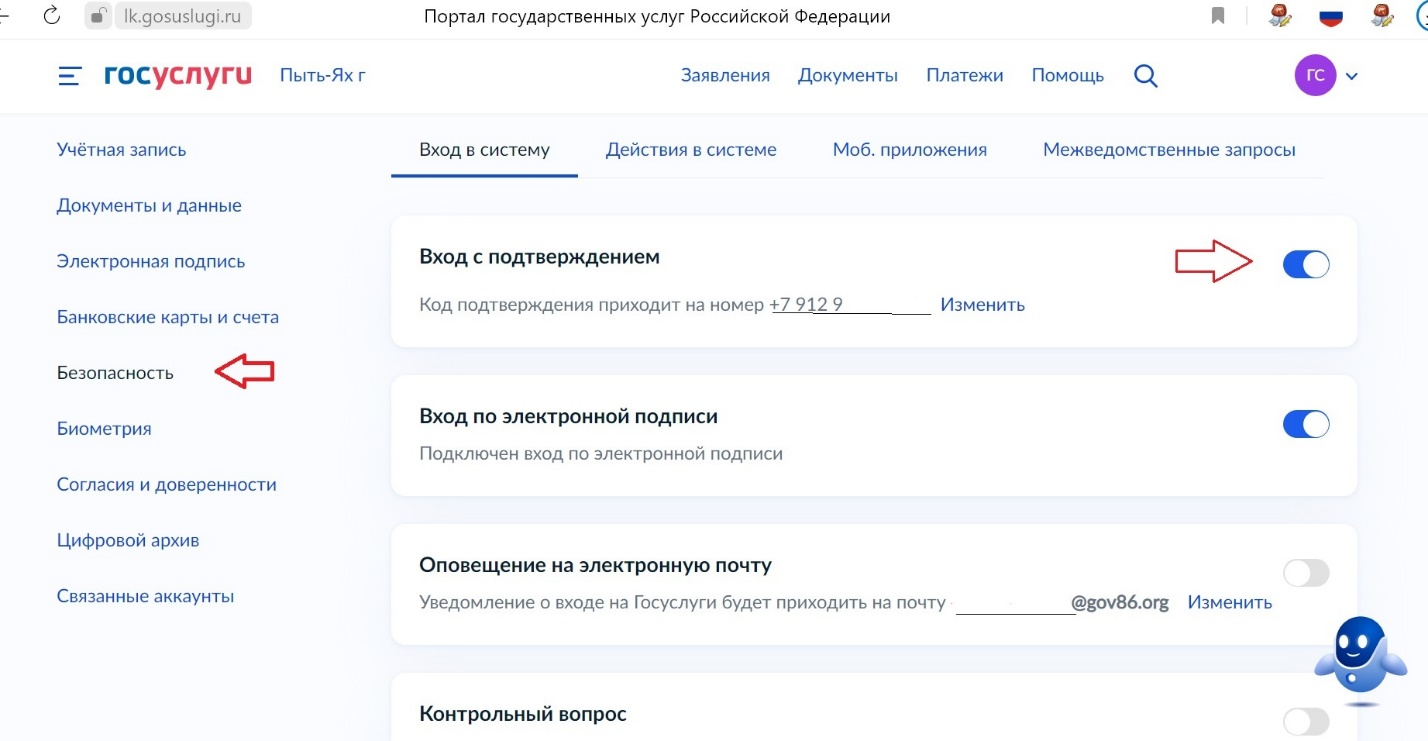 lk.gosuslugi.ru Портал государственных услуг Российской Федерации
госуслуги Пыть-Ях г Заявления Документы Платежи Помощь ГС
Учётная запись
Документы и данные
Электронная подпись
Банковские карты и счета
Безопасность
Биометрия
Согласия и доверенности
Цифровой архив
Связанные аккаунты
Вход в систему Действия в системе Моб. приложения Межведомственные запросы
Вход с подтверждением
Код подтверждения приходит на номер +7 912 9 Изменить
Вход по электронной подписи
Подключен вход по электронной подписи
Оповещение на электронную почту
Уведомление о входе на Госуслуги будет приходить на почту @gov86.org Изменить
Контрольный вопрос